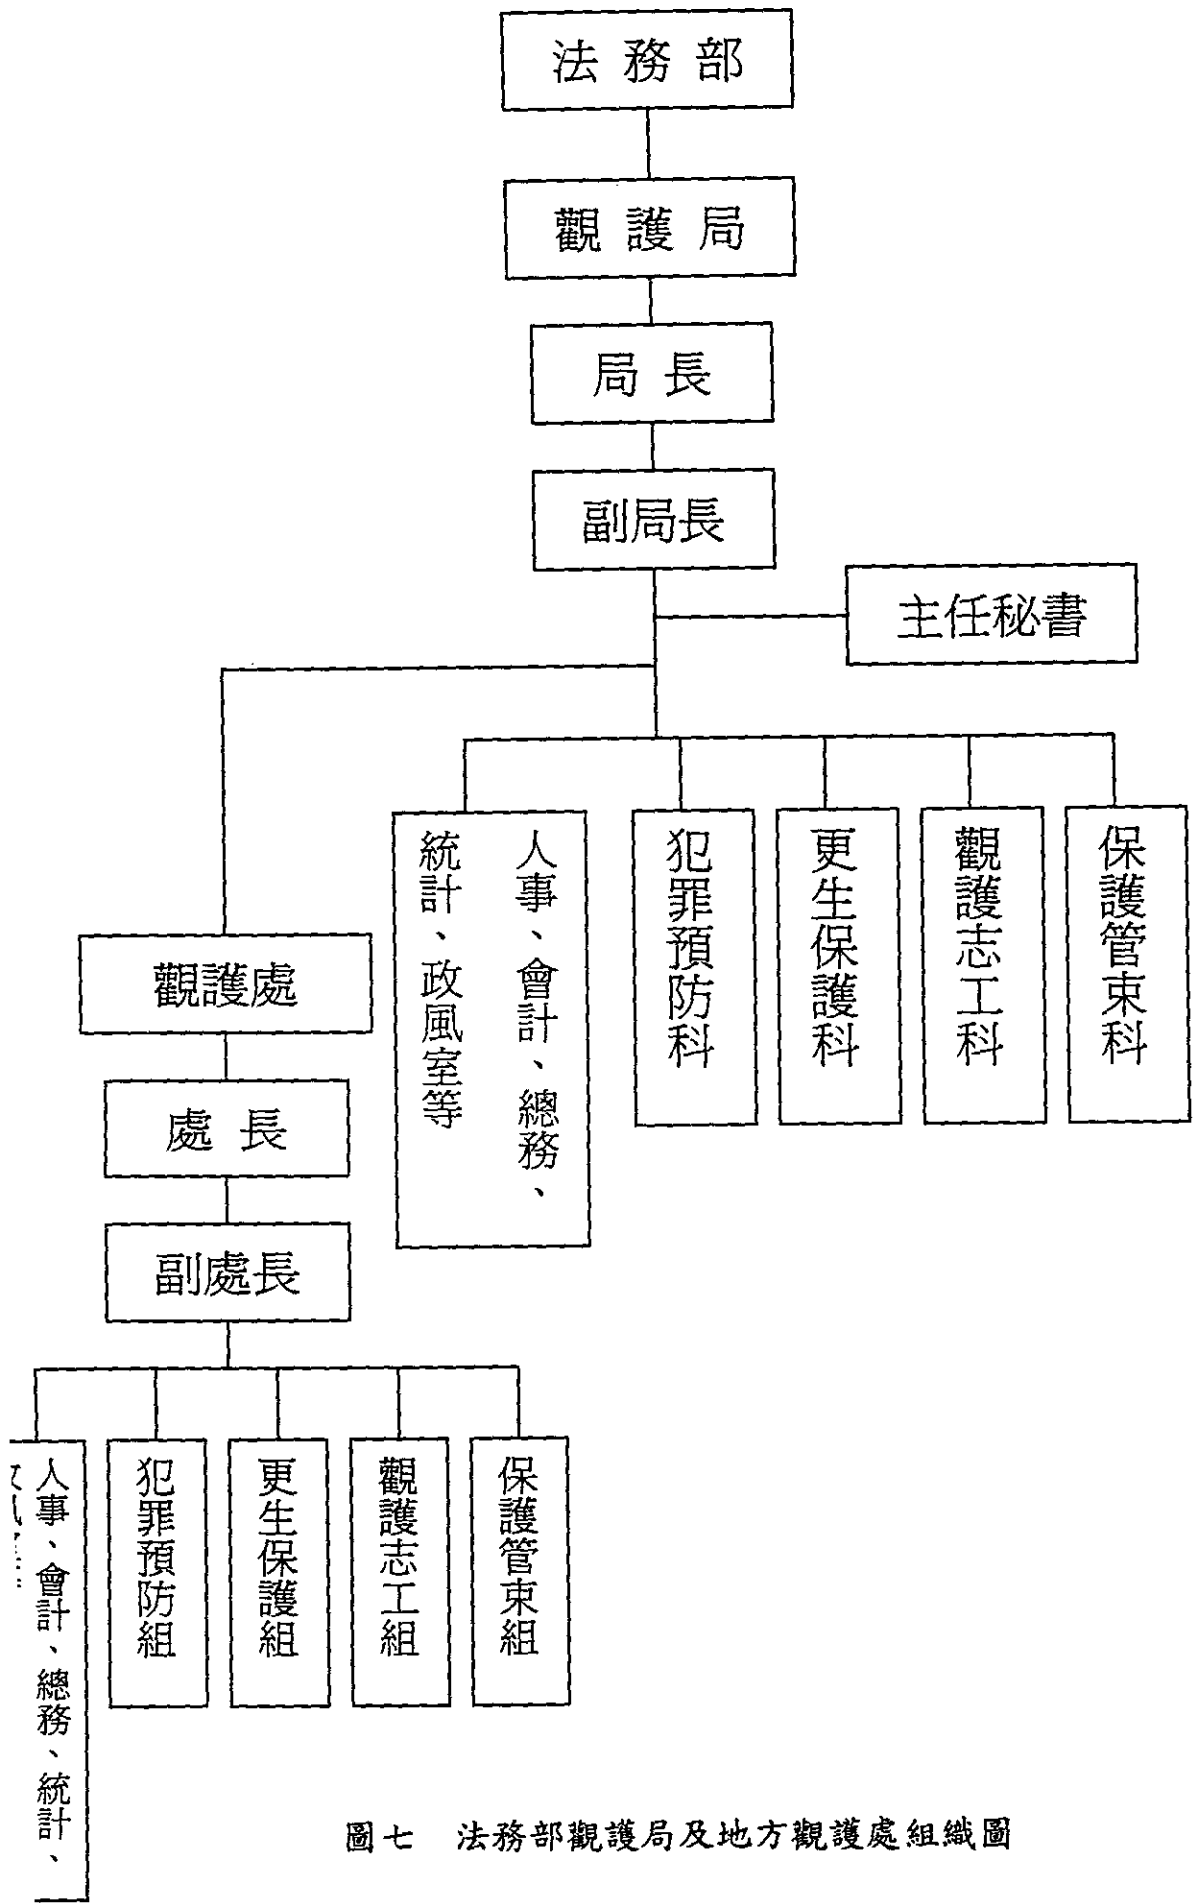 法務部
觀護局
局長
副局長
主任秘書
保護管束科
觀護志工科
更生保護科
犯罪預防科
人事、會計、總務、
統計、政風室等
觀護處
處長
副處長
保護管束組
觀護志工組
更生保護組
犯罪預防組
人事、會計、總務、統計、
圖七 法務部觀護局及地方觀護處組織圖